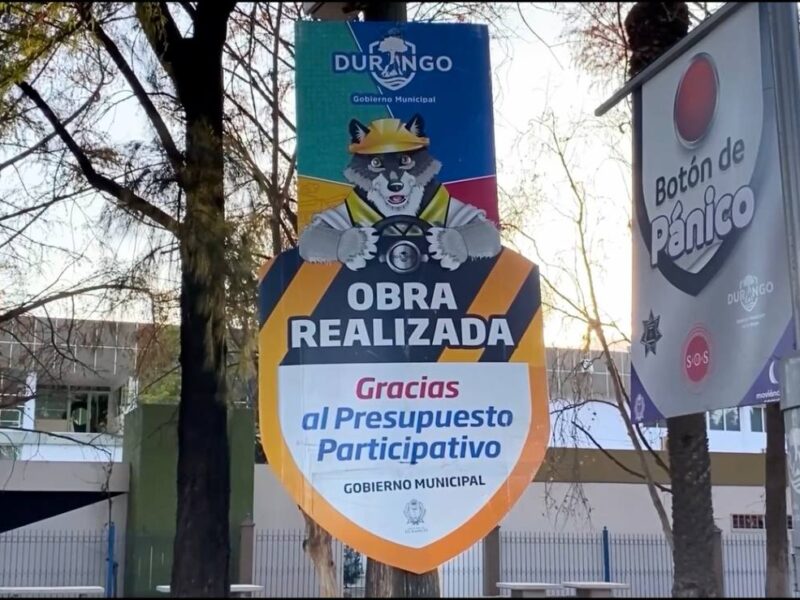 DURANGO
Gobierno Municipal
OBRA
REALIZADA
Gracias
al Presupuesto
Participativo
GOBIERNO MUNICIPAL
Botón de
Pánico
DURANGO
SOS